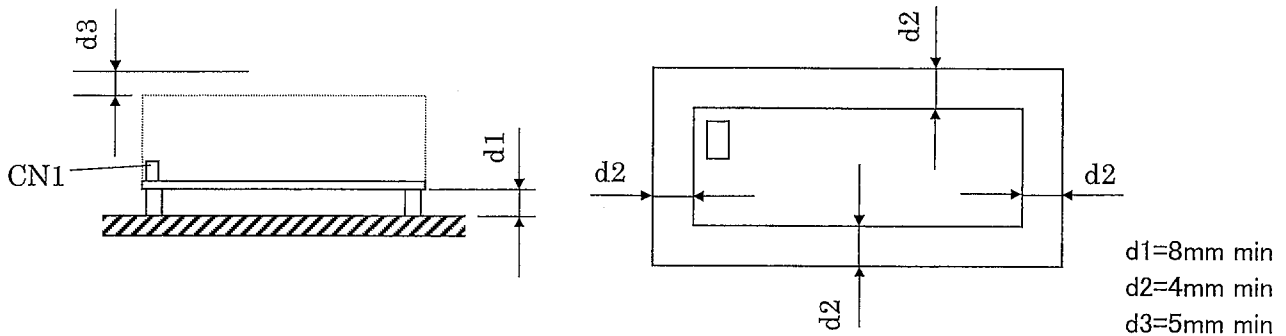 d3
CN1
d1
d2
d2
d2
d2
d1=8mm min
d2=4mm min
d3=5mm min